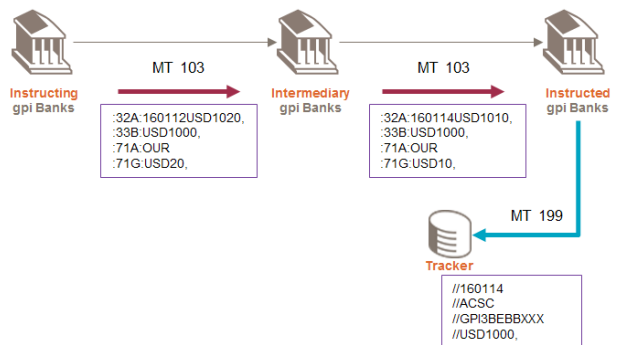 MT 103
MT 103
Instructing
gpi Banks
Intermediary
gpi Banks
Instructed
gpi Banks
:32A:160112USD1020,
:33B:USD1000,
:71A:OUR
:71G:USD20,
:32A:160114USD1010,
:33B:USD1000,
:71A:OUR
:71G:USD10,
MT 199
Tracker
//160114
//ACSC
//GPI3BEBBXXX
//USD1000,